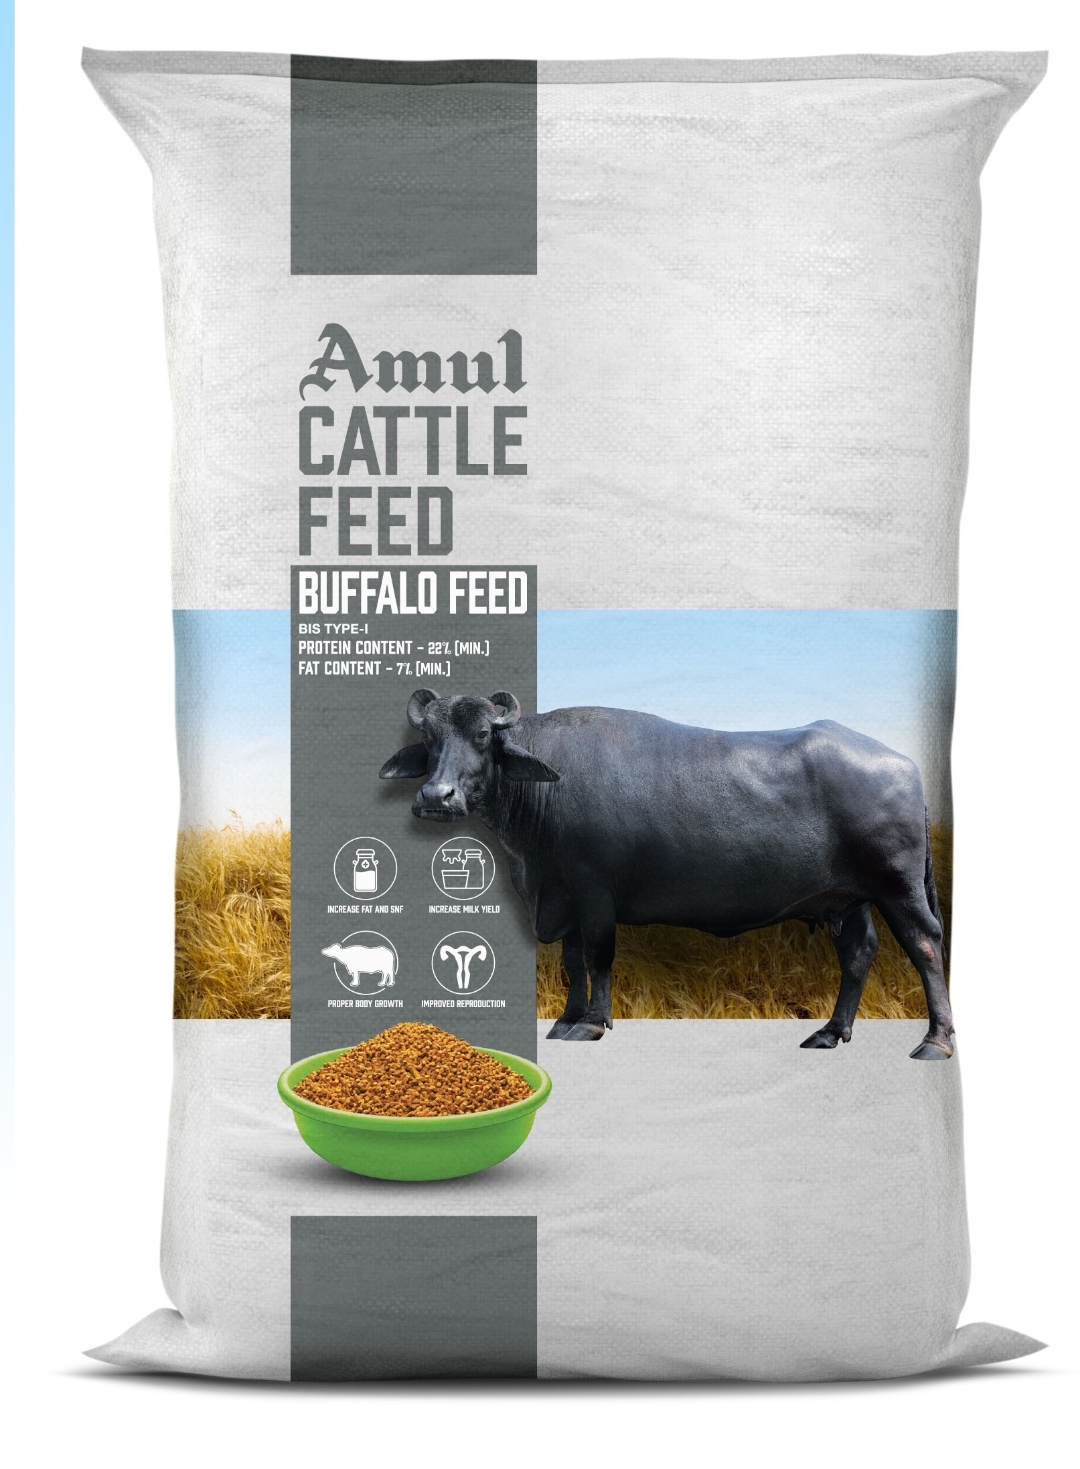 Amul
CATTLE
FEED
BUFFALO FEED
BIS TYPE-I
PROTEIN CONTENT - 22% [MIN.]
FAT CONTENT - 7% [MIN.]
INCREASE FAT AND SNF
INCREASE MILK YIELD
PROPER BODY GROWTH
IMPROVED REPRODUCTION